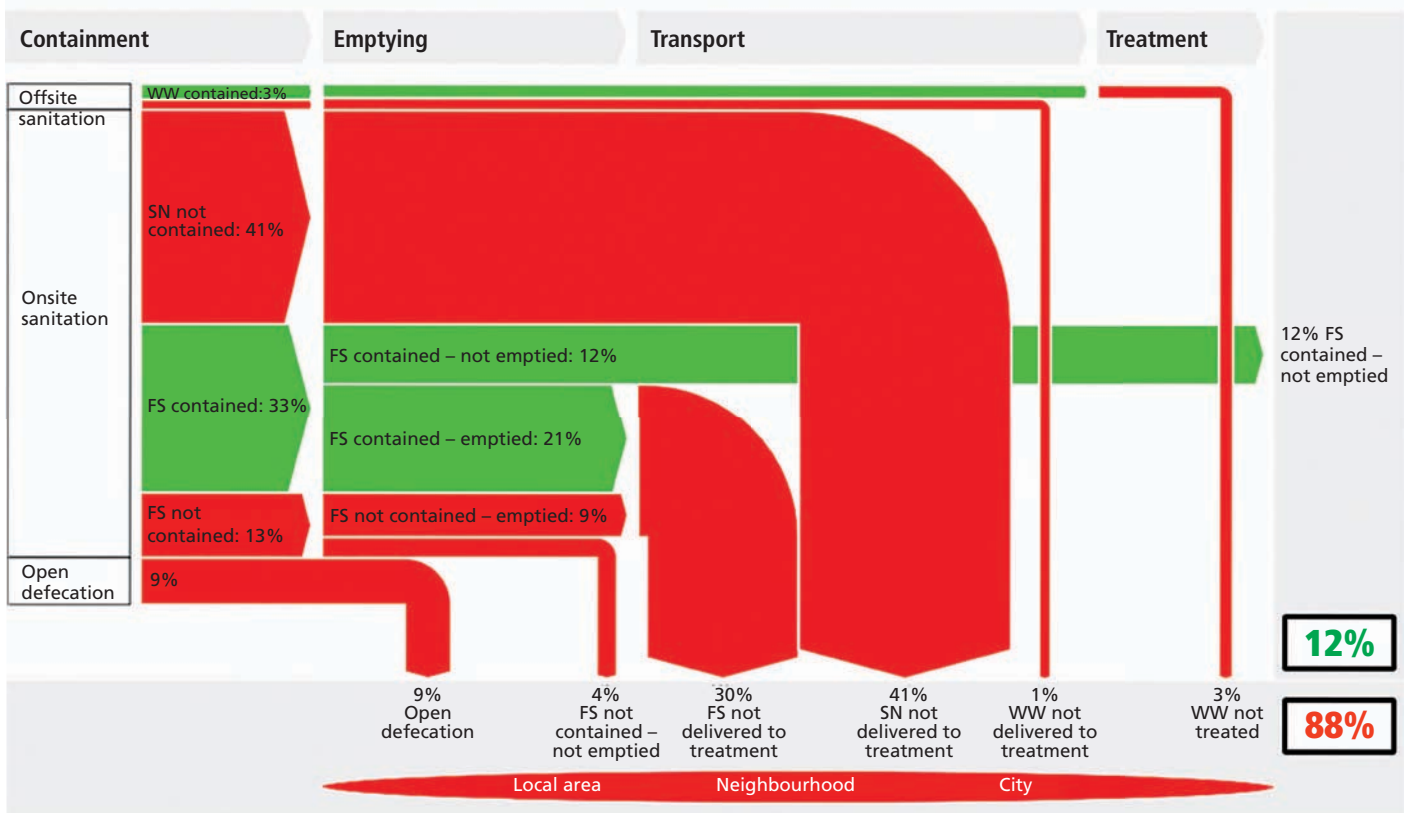 Containment
Emptying
Transport
Treatment
Offsite
sanitation
WW contained:3%
SN not
contained: 41%
Onsite
sanitation
FS contained – not emptied: 12%
12% FS
contained –
not emptied
FS contained: 33%
FS contained – emptied: 21%
FS not
contained: 13%
FS not contained – emptied: 9%
Open
defecation
9%
12%
88%
9%
Open
defecation
4%
FS not
contained –
not emptied
30%
FS not
delivered to
treatment
41%
SN not
delivered to
treatment
1%
WW not
delivered to
treatment
3%
WW not
treated
Local area
Neighbourhood
City